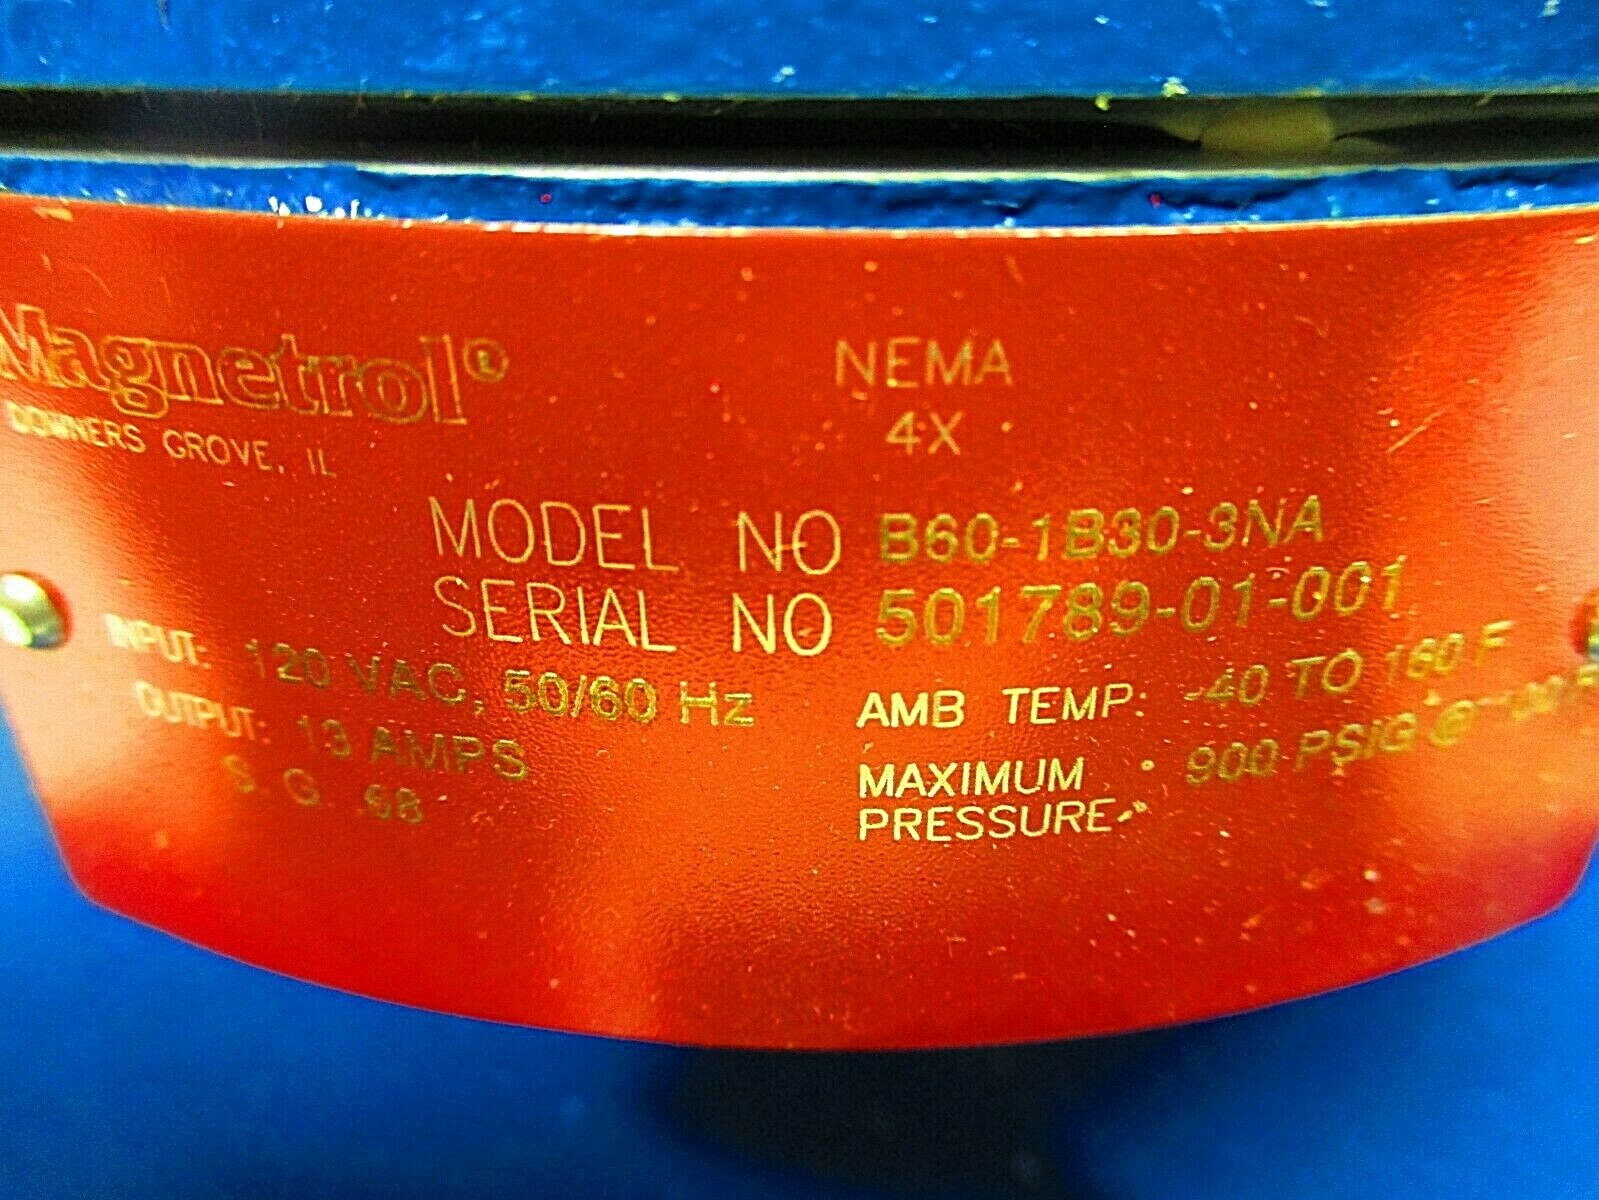 Magnetrol®
DOWNERS GROVE, IL
NEMA
4X
MODEL NO B60-1B30-3NA
SERIAL NO 501789-01-001
INPUT: 120 VAC, 50/60 Hz
OUTPUT: 13 AMPS
S.G. .68
AMB TEMP: -40 TO 160 F
MAXIMUM PRESSURE 900 PSIG @